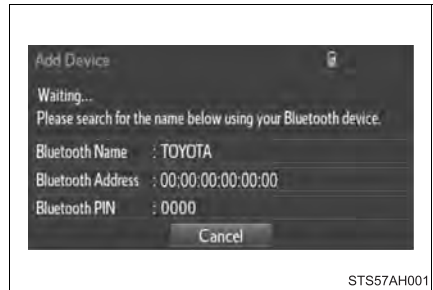 Add Device
Waiting...
Please search for the name below using your Bluetooth device.
Bluetooth Name : TOYOTA
Bluetooth Address : 00:00:00:00:00:00
Bluetooth PIN : 0000
Cancel
STS57AH001